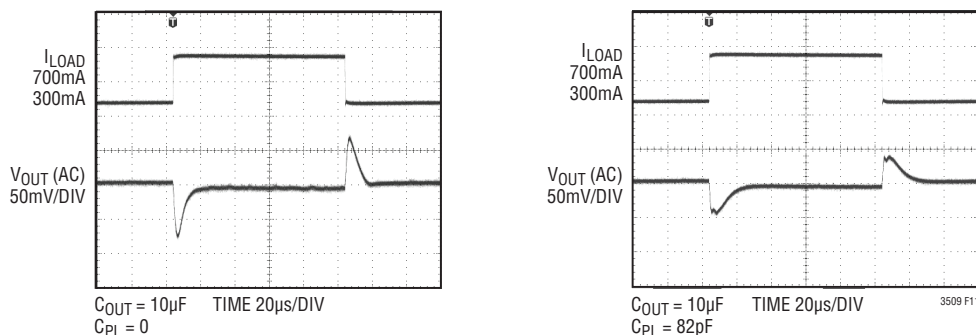 T
I_LOAD
700mA
300mA
V_OUT (AC)
50mV/DIV
C_OUT = 10µF TIME 20µs/DIV
C_PL = 0
T
I_LOAD
700mA
300mA
V_OUT (AC)
50mV/DIV
C_OUT = 10µF TIME 20µs/DIV
C_PL = 82pF
3509 F11